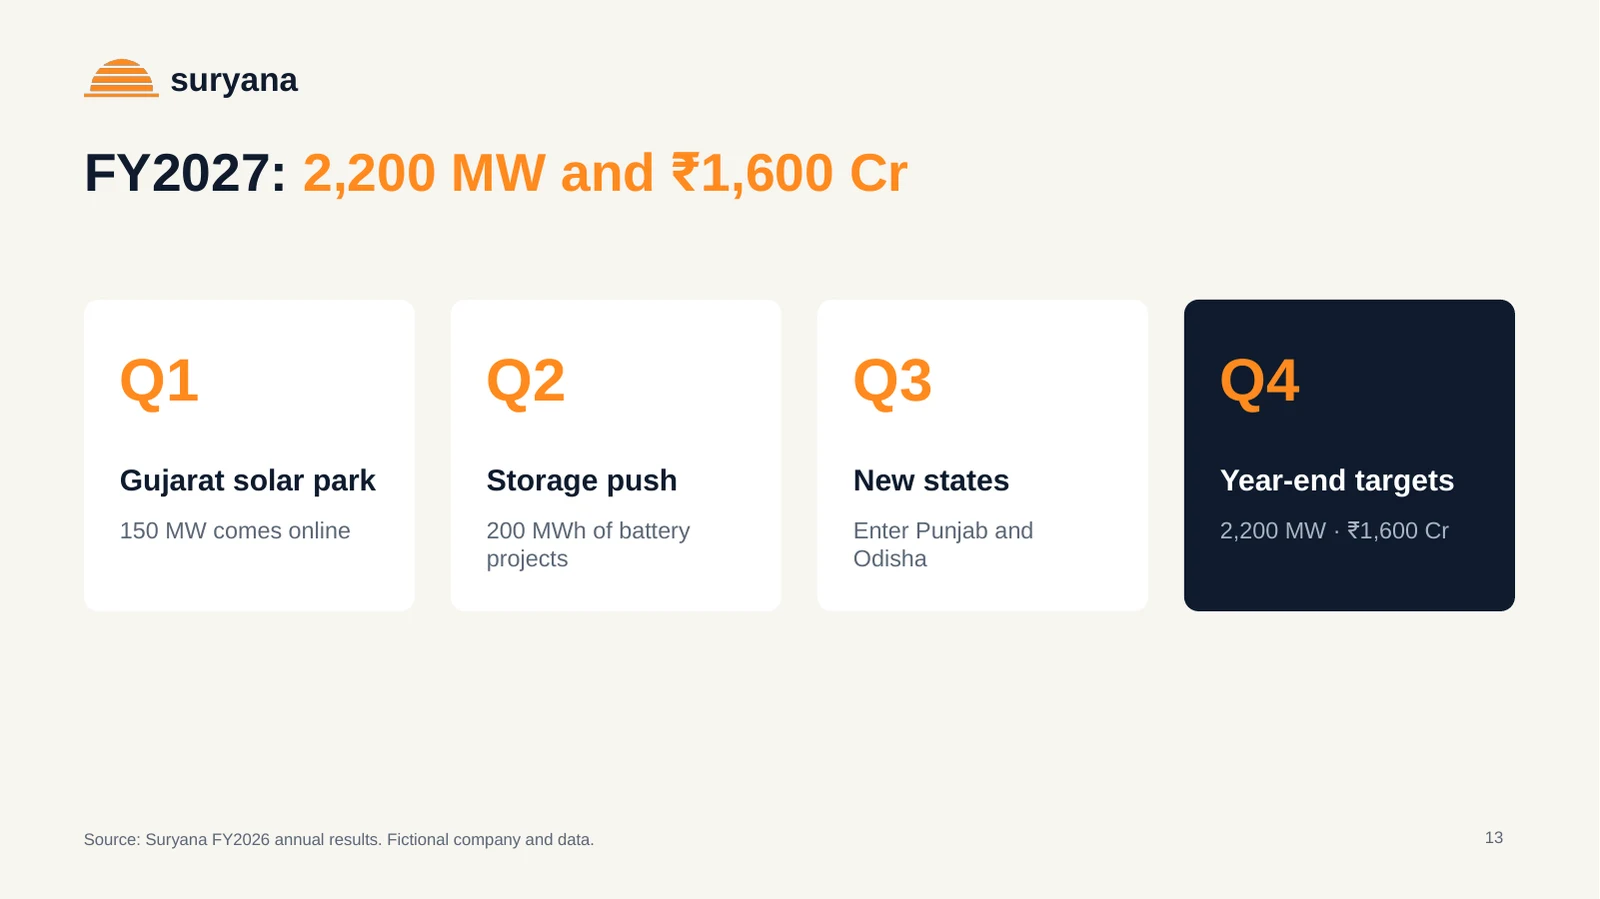 suryana
FY2027: 2,200 MW and ₹1,600 Cr
Q1
Gujarat solar park
150 MW comes online
Q2
Storage push
200 MWh of battery
projects
Q3
New states
Enter Punjab and
Odisha
Q4
Year-end targets
2,200 MW · ₹1,600 Cr
Source: Suryana FY2026 annual results. Fictional company and data.
13